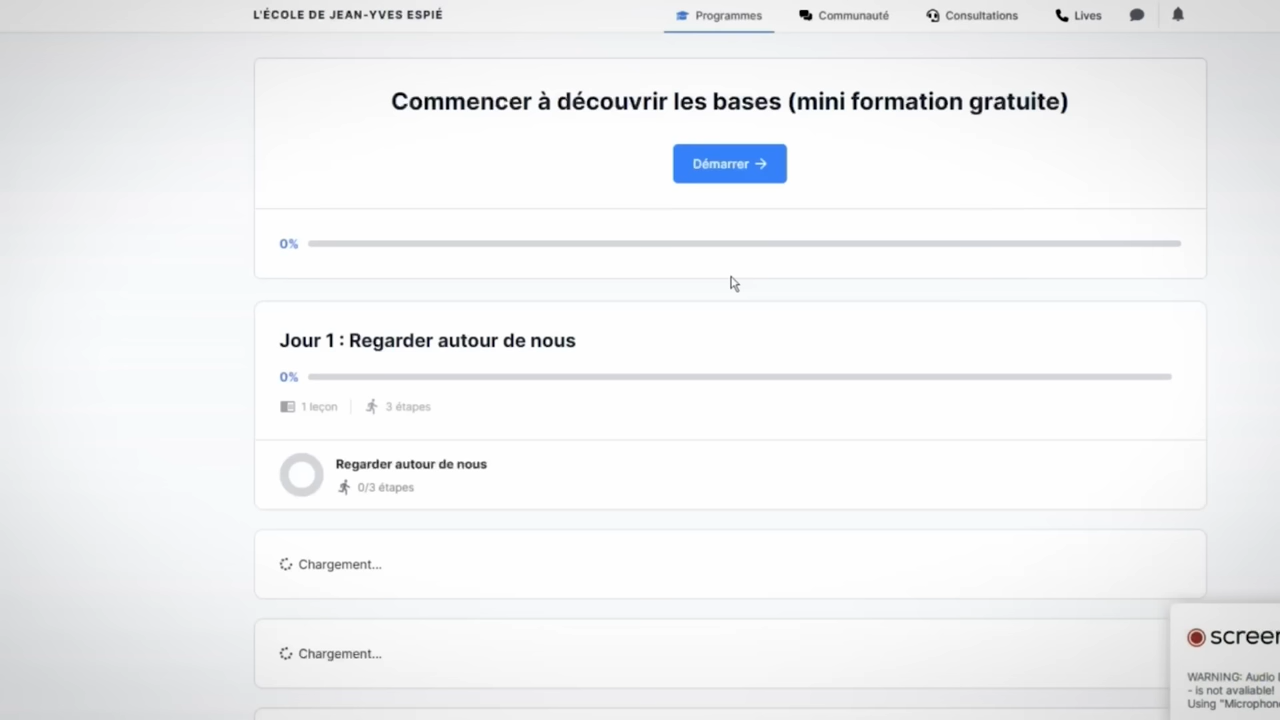 L'ÉCOLE DE JEAN-YVES ESPIÉ
Programmes
Communauté
Consultations
Lives
Commencer à découvrir les bases (mini formation gratuite)
Démarrer →
0%
Jour 1 : Regarder autour de nous
0%
1 leçon
3 étapes
Regarder autour de nous
0/3 étapes
Chargement...
Chargement...
WARNING: Audio
- is not available!
Using "Microphon